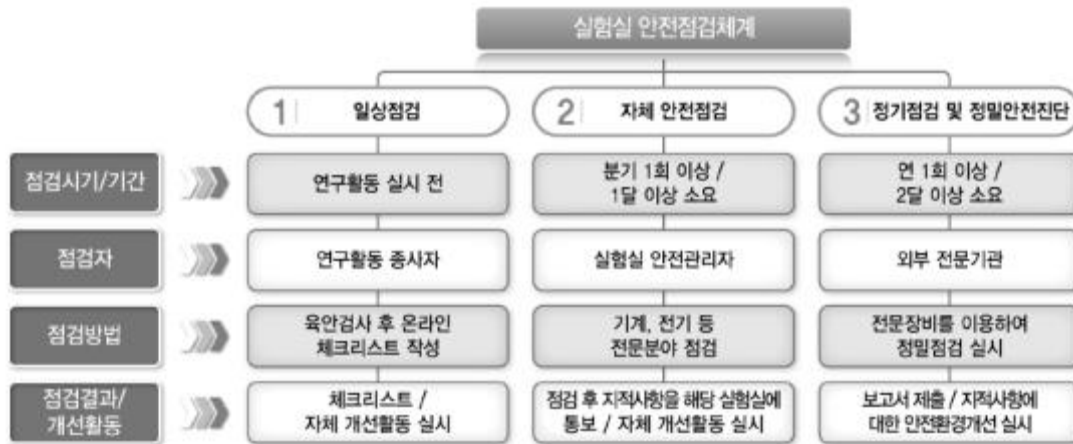 실험실 안전점검체계
1 일상점검
2 자체 안전점검
3 정기점검 및 정밀안전진단
점검시기/기간
연구활동 실시 전
분기 1회 이상 /
1달 이상 소요
연 1회 이상 /
2달 이상 소요
점검자
연구활동 종사자
실험실 안전관리자
외부 전문기관
점검방법
육안검사 후 온라인
체크리스트 작성
기계, 전기 등
전문분야 점검
전문장비를 이용하여
정밀점검 실시
점검결과/
개선활동
체크리스트 /
자체 개선활동 실시
점검 후 지적사항을 해당 실험실에
통보 / 자체 개선활동 실시
보고서 제출 / 지적사항에
대한 안전환경개선 실시